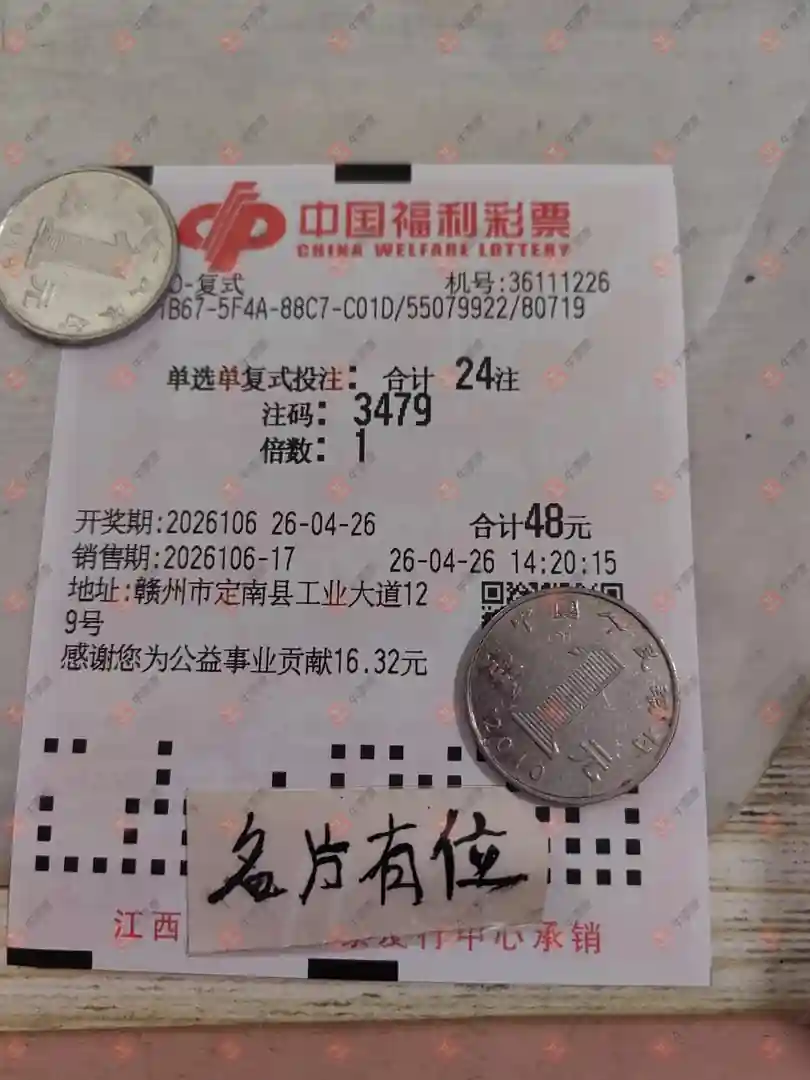 中国福利彩票
CHINA WELFARE LOTTERY
D-复式 机号:36111226
1B67-5F4A-88C7-C01D/55079922/80719
单选单复式投注: 合计 24注
注码: 3479
倍数: 1
开奖期:2026106 26-04-26 合计48元
销售期:2026106-17 26-04-26 14:20:15
地址:赣州市定南县工业大道12
9号
感谢您为公益事业贡献16.32元
名片有位
江西 票发行中心承销